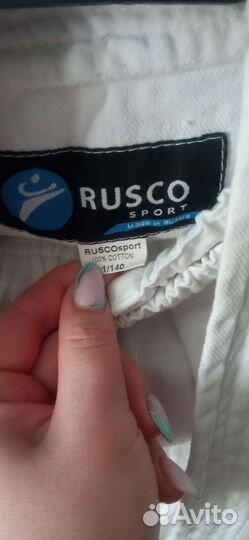 RUSCO
SPORT
Made in Russia
RUSCOsport
100% COTTON
1/140
Avito